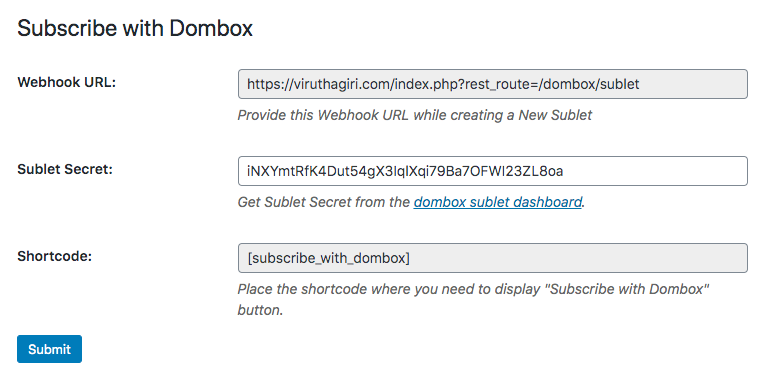 Subscribe with Dombox
Webhook URL:
https://viruthagiri.com/index.php?rest_route=/dombox/sublet
Provide this Webhook URL while creating a New Sublet
Sublet Secret:
iNXYmtRfK4Dut54gX3IqIXqi79Ba7OFWI23ZL8oa
Get Sublet Secret from the dombox sublet dashboard.
Shortcode:
[subscribe_with_dombox]
Place the shortcode where you need to display "Subscribe with Dombox"
button.
Submit